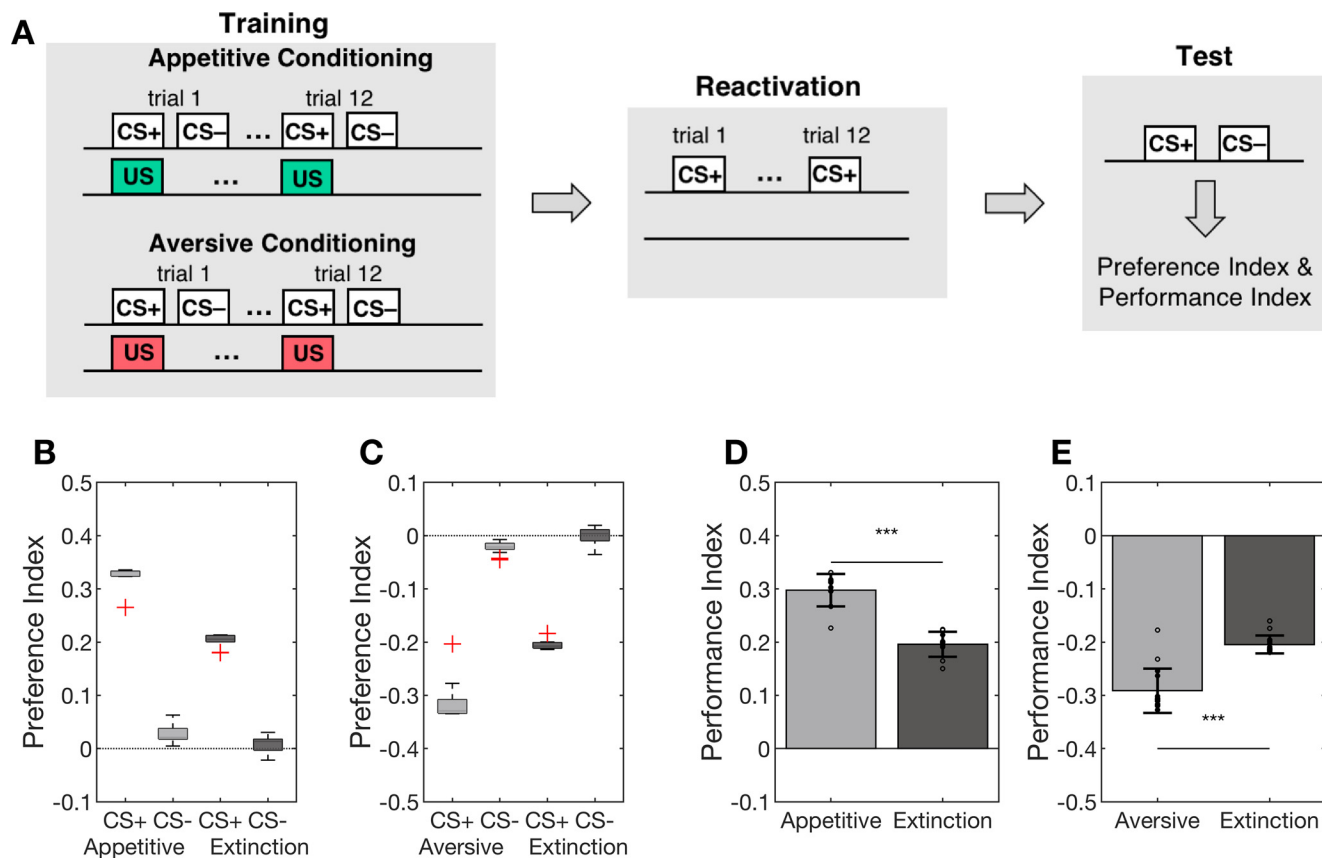 A
Training
Appetitive Conditioning
trial 1 trial 12
CS+ CS– ... CS+ CS–
US ... US
Aversive Conditioning
trial 1 trial 12
CS+ CS– ... CS+ CS–
US ... US
Reactivation
trial 1 trial 12
CS+ ... CS+
Test
CS+ CS–
Preference Index &
Performance Index
B
Preference Index
0.5
0.4
0.3
0.2
0.1
0
-0.1
CS+ CS- CS+ CS-
Appetitive Extinction
C
Preference Index
0.1
0
-0.1
-0.2
-0.3
-0.4
-0.5
CS+ CS- CS+ CS-
Aversive Extinction
D
Performance Index
0.5
0.4
0.3
0.2
0.1
0
-0.1
***
Appetitive Extinction
E
Performance Index
0.1
0
-0.1
-0.2
-0.3
-0.4
-0.5
***
Aversive Extinction